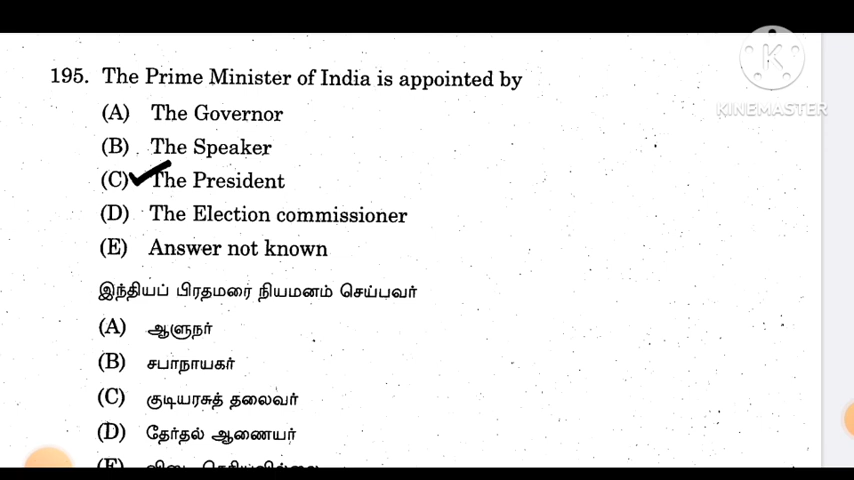 195. The Prime Minister of India is appointed by
(A) The Governor
(B) The Speaker
(C) The President
(D) The Election commissioner
(E) Answer not known
இந்தியப் பிரதமரை நியமனம் செய்பவர்
(A) ஆளுநர்
(B) சபாநாயகர்
(C) குடியரசுத் தலைவர்
(D) தேர்தல் ஆணையர்
(E) விடை தெரியவில்லை
K
KINEMASTER